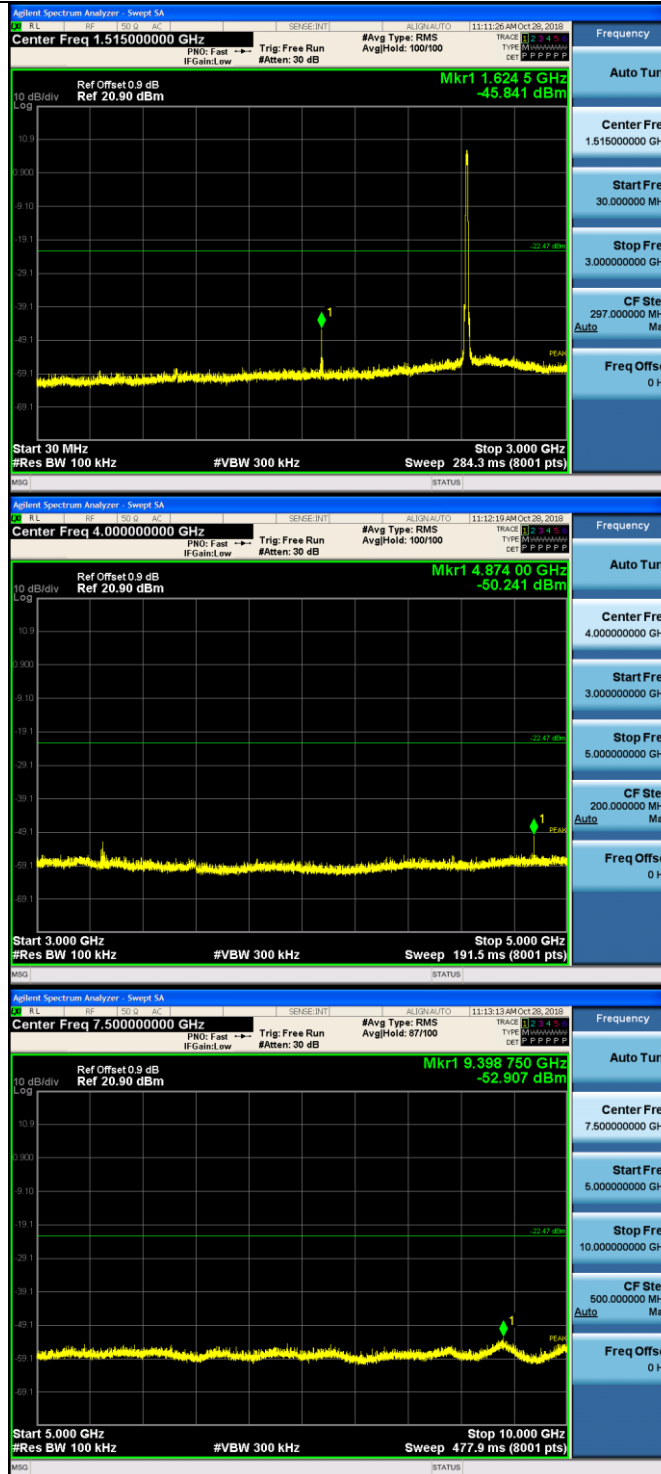 Agilent Spectrum Analyzer - Swept SA
RL RF 50 Ω AC SENSE:INT ALIGN AUTO 11:11:26 AM Oct 28, 2018
Center Freq 1.515000000 GHz #Avg Type: RMS TRACE 1 2 3 4 5 6 Frequency
PNO: Fast Trig: Free Run Avg|Hold: 100/100 TYPE M
IFGain:Low #Atten: 30 dB DET P P P P P P
Auto Tun
Mkr1 1.624 5 GHz
Ref Offset 0.9 dB
10 dB/div Ref 20.90 dBm -45.841 dBm
Log
Center Fre
1.515000000 GH
10.9
0.900
Start Fre
30.000000 MH
-9.10
-19.1
-22.47 dBm
Stop Fre
3.000000000 GH
-29.1
CF Ste
297.000000 MH
Auto Ma
-39.1
1
-49.1
PEAK
Freq Offse
0 H
-59.1
-69.1
Start 30 MHz Stop 3.000 GHz
#Res BW 100 kHz #VBW 300 kHz Sweep 284.3 ms (8001 pts)
MSG STATUS
Agilent Spectrum Analyzer - Swept SA
RL RF 50 Ω AC SENSE:INT ALIGN AUTO 11:12:19 AM Oct 28, 2018
Center Freq 4.000000000 GHz #Avg Type: RMS TRACE 1 2 3 4 5 6 Frequency
PNO: Fast Trig: Free Run Avg|Hold: 100/100 TYPE M
IFGain:Low #Atten: 30 dB DET P P P P P P
Auto Tun
Mkr1 4.874 00 GHz
Ref Offset 0.9 dB
10 dB/div Ref 20.90 dBm -50.241 dBm
Log
Center Fre
4.000000000 GH
10.9
0.900
Start Fre
3.000000000 GH
-9.10
-19.1
-22.47 dBm
Stop Fre
5.000000000 GH
-29.1
CF Ste
200.000000 MH
Auto Ma
-39.1
1
-49.1
PEAK
Freq Offse
0 H
-59.1
-69.1
Start 3.000 GHz Stop 5.000 GHz
#Res BW 100 kHz #VBW 300 kHz Sweep 191.5 ms (8001 pts)
MSG STATUS
Agilent Spectrum Analyzer - Swept SA
RL RF 50 Ω AC SENSE:INT ALIGN AUTO 11:13:13 AM Oct 28, 2018
Center Freq 7.500000000 GHz #Avg Type: RMS TRACE 1 2 3 4 5 6 Frequency
PNO: Fast Trig: Free Run Avg|Hold: 87/100 TYPE M
IFGain:Low #Atten: 30 dB DET P P P P P P
Auto Tun
Mkr1 9.398 750 GHz
Ref Offset 0.9 dB
10 dB/div Ref 20.90 dBm -52.907 dBm
Log
Center Fre
7.500000000 GH
10.9
0.900
Start Fre
5.000000000 GH
-9.10
-19.1
-22.47 dBm
Stop Fre
10.000000000 GH
-29.1
CF Ste
500.000000 MH
Auto Ma
-39.1
1
-49.1
PEAK
Freq Offse
0 H
-59.1
-69.1
Start 5.000 GHz Stop 10.000 GHz
#Res BW 100 kHz #VBW 300 kHz Sweep 477.9 ms (8001 pts)
MSG STATUS